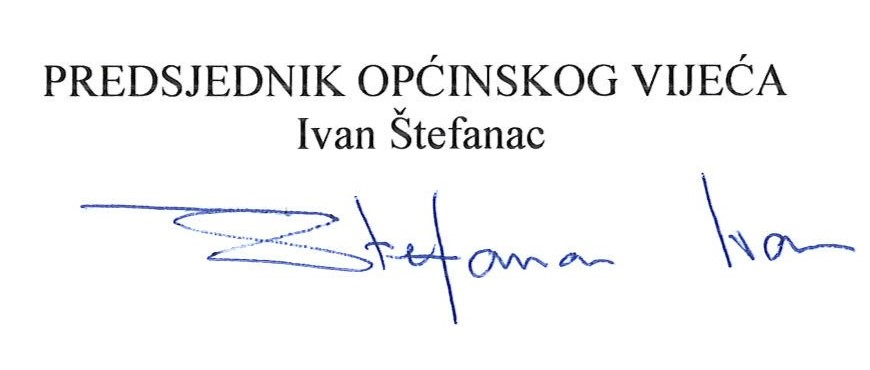 PREDSJEDNIK OPĆINSKOG VIJEĆA
Ivan Štefanac
Štefanac Ivan